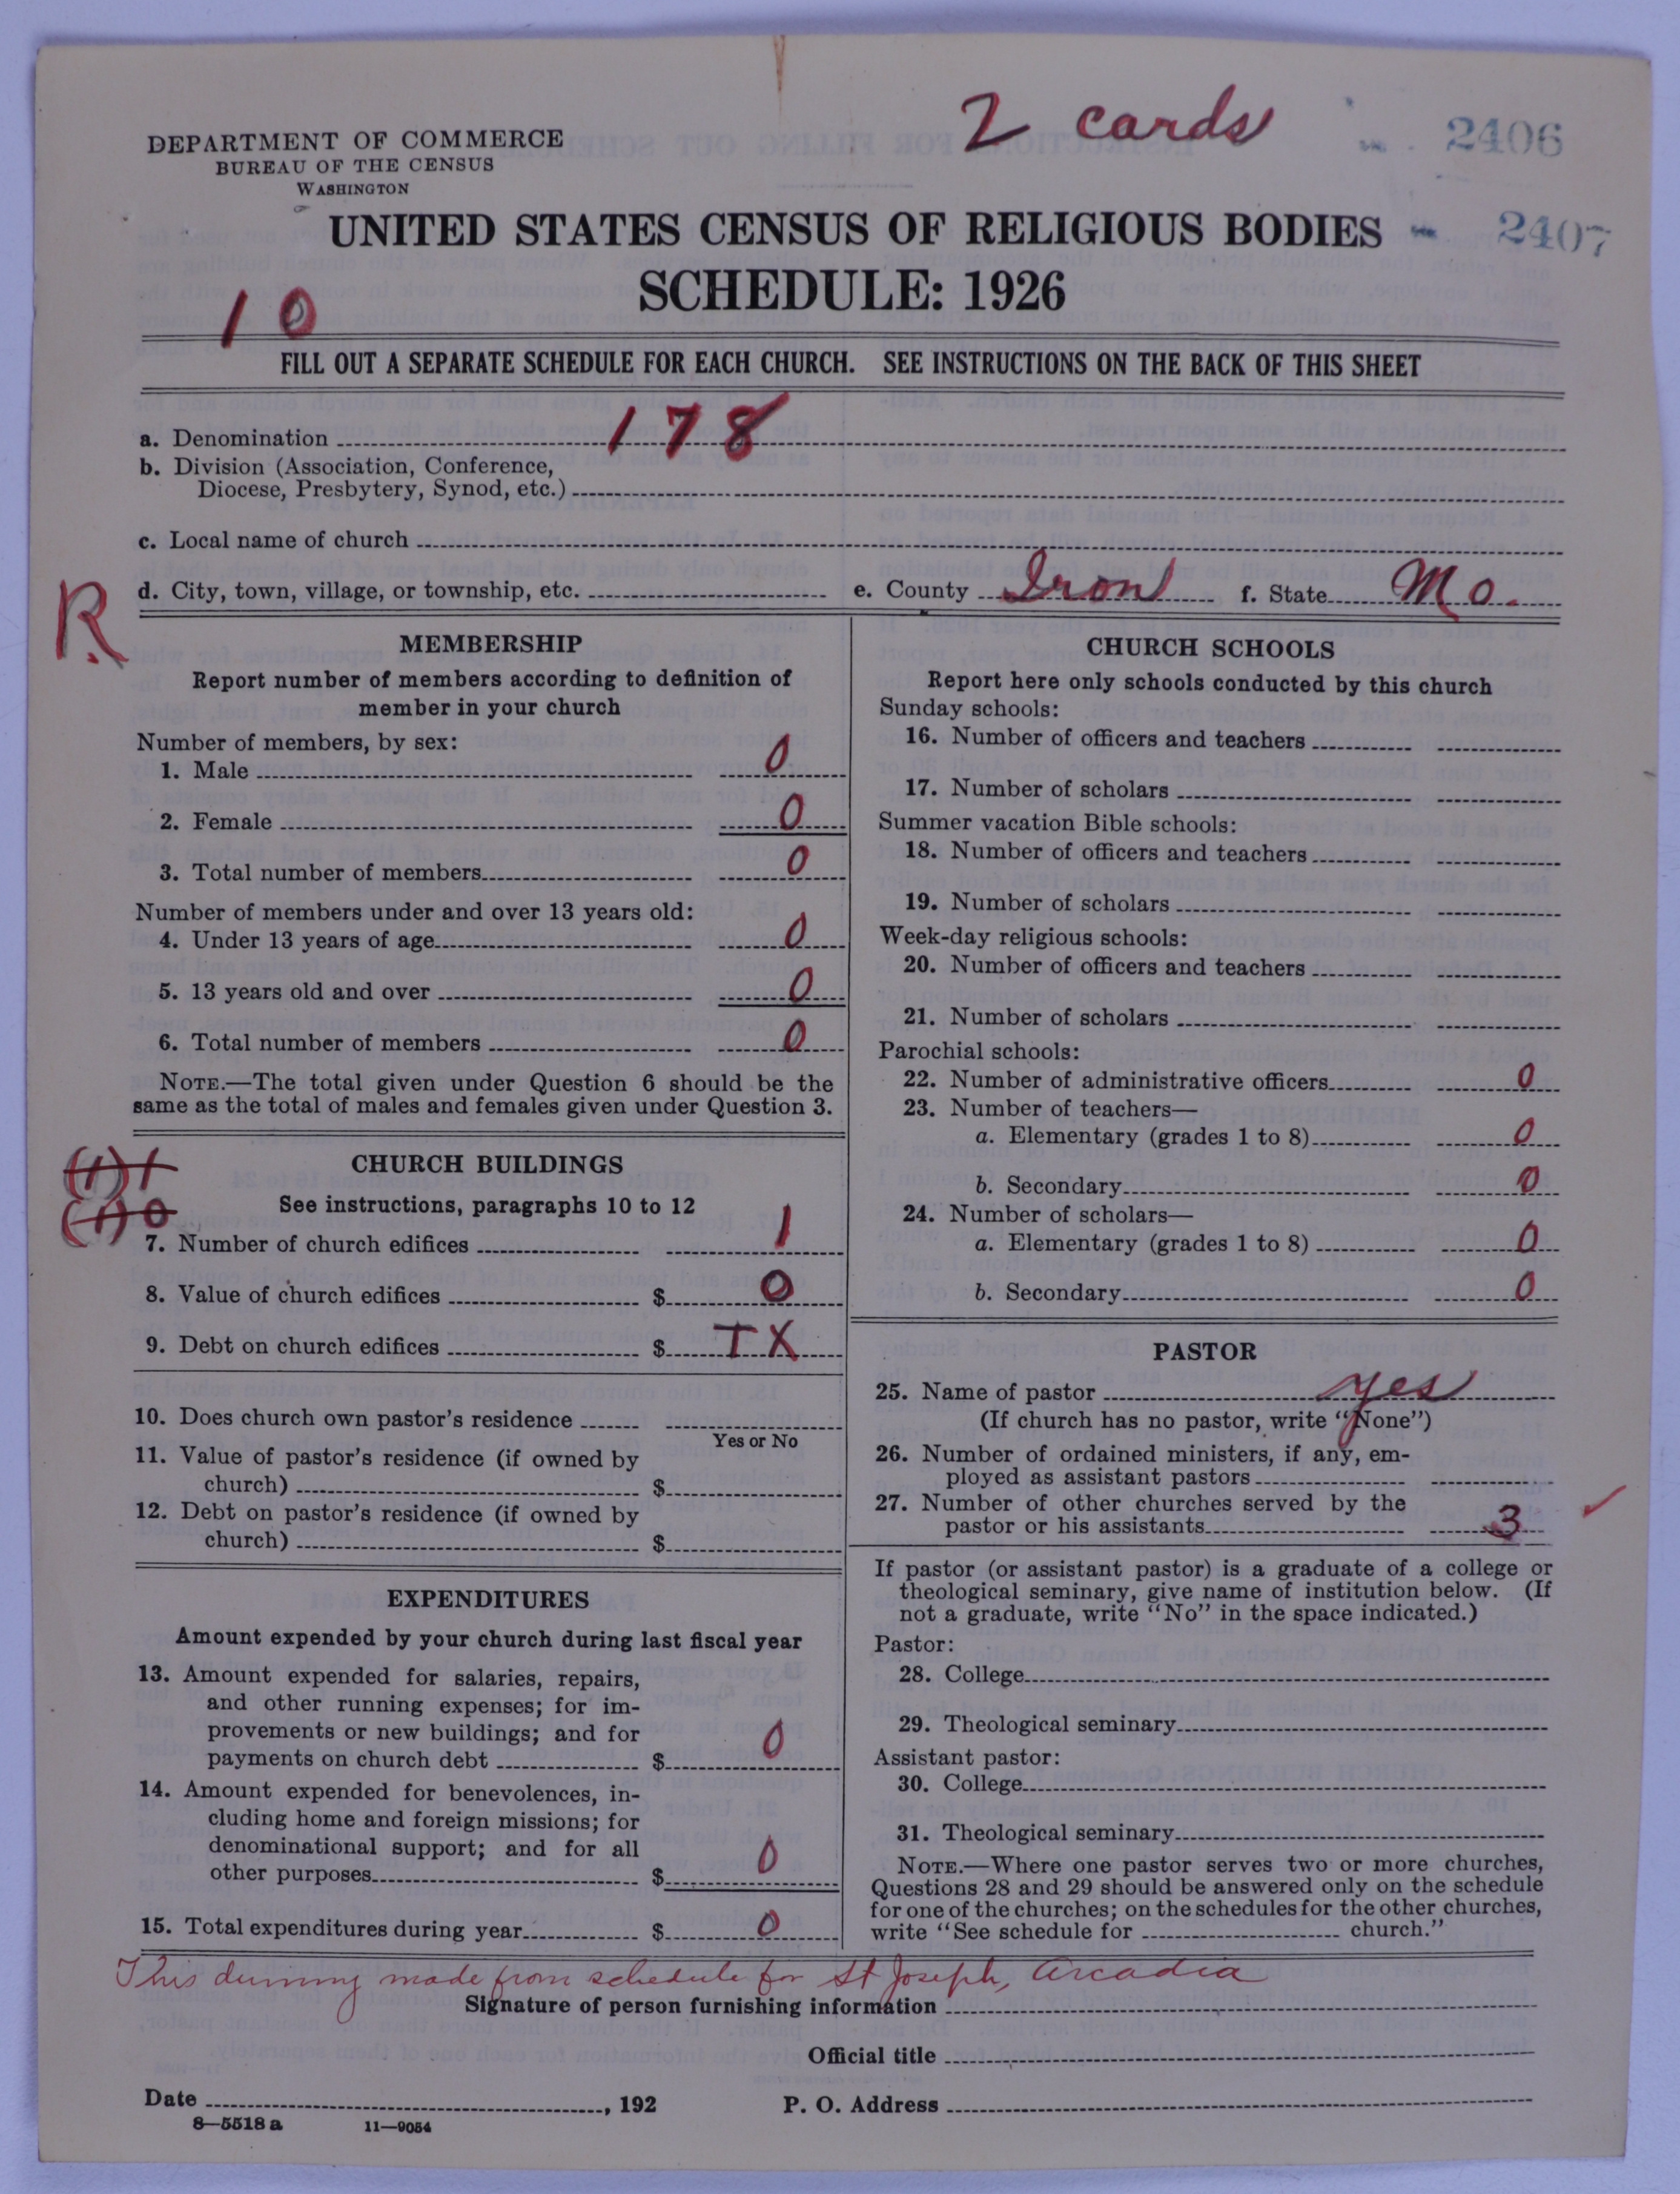 2 cards
2406
DEPARTMENT OF COMMERCE
BUREAU OF THE CENSUS
WASHINGTON
UNITED STATES CENSUS OF RELIGIOUS BODIES
2407
SCHEDULE: 1926
10
FILL OUT A SEPARATE SCHEDULE FOR EACH CHURCH. SEE INSTRUCTIONS ON THE BACK OF THIS SHEET
a. Denomination 178
b. Division (Association, Conference,
Diocese, Presbytery, Synod, etc.)
c. Local name of church
R.
d. City, town, village, or township, etc. e. County Iron f. State Mo.
MEMBERSHIP
Report number of members according to definition of
member in your church
Number of members, by sex:
1. Male 0
2. Female 0
3. Total number of members 0
Number of members under and over 13 years old:
4. Under 13 years of age 0
5. 13 years old and over 0
6. Total number of members 0
NOTE.—The total given under Question 6 should be the
same as the total of males and females given under Question 3.
(1) 1
(1) 0
CHURCH BUILDINGS
See instructions, paragraphs 10 to 12
7. Number of church edifices 1
8. Value of church edifices $ 0
9. Debt on church edifices $ TX
10. Does church own pastor's residence
Yes or No
11. Value of pastor's residence (if owned by
church) $
12. Debt on pastor's residence (if owned by
church) $
EXPENDITURES
Amount expended by your church during last fiscal year
13. Amount expended for salaries, repairs,
and other running expenses; for im-
provements or new buildings; and for
payments on church debt $ 0
14. Amount expended for benevolences, in-
cluding home and foreign missions; for
denominational support; and for all
other purposes $ 0
15. Total expenditures during year $ 0
CHURCH SCHOOLS
Report here only schools conducted by this church
Sunday schools:
16. Number of officers and teachers
17. Number of scholars
Summer vacation Bible schools:
18. Number of officers and teachers
19. Number of scholars
Week-day religious schools:
20. Number of officers and teachers
21. Number of scholars
Parochial schools:
22. Number of administrative officers 0
23. Number of teachers—
a. Elementary (grades 1 to 8) 0
b. Secondary 0
24. Number of scholars—
a. Elementary (grades 1 to 8) 0
b. Secondary 0
PASTOR
25. Name of pastor yes
(If church has no pastor, write "None")
26. Number of ordained ministers, if any, em-
ployed as assistant pastors
27. Number of other churches served by the
pastor or his assistants 3 ✓
If pastor (or assistant pastor) is a graduate of a college or
theological seminary, give name of institution below. (If
not a graduate, write "No" in the space indicated.)
Pastor:
28. College
29. Theological seminary
Assistant pastor:
30. College
31. Theological seminary
NOTE.—Where one pastor serves two or more churches,
Questions 28 and 29 should be answered only on the schedule
for one of the churches; on the schedules for the other churches,
write "See schedule for church."
This dummy made from schedule for St Joseph, Arcadia
Signature of person furnishing information
Official title
Date , 192 P. O. Address
8—5518 a 11—9054